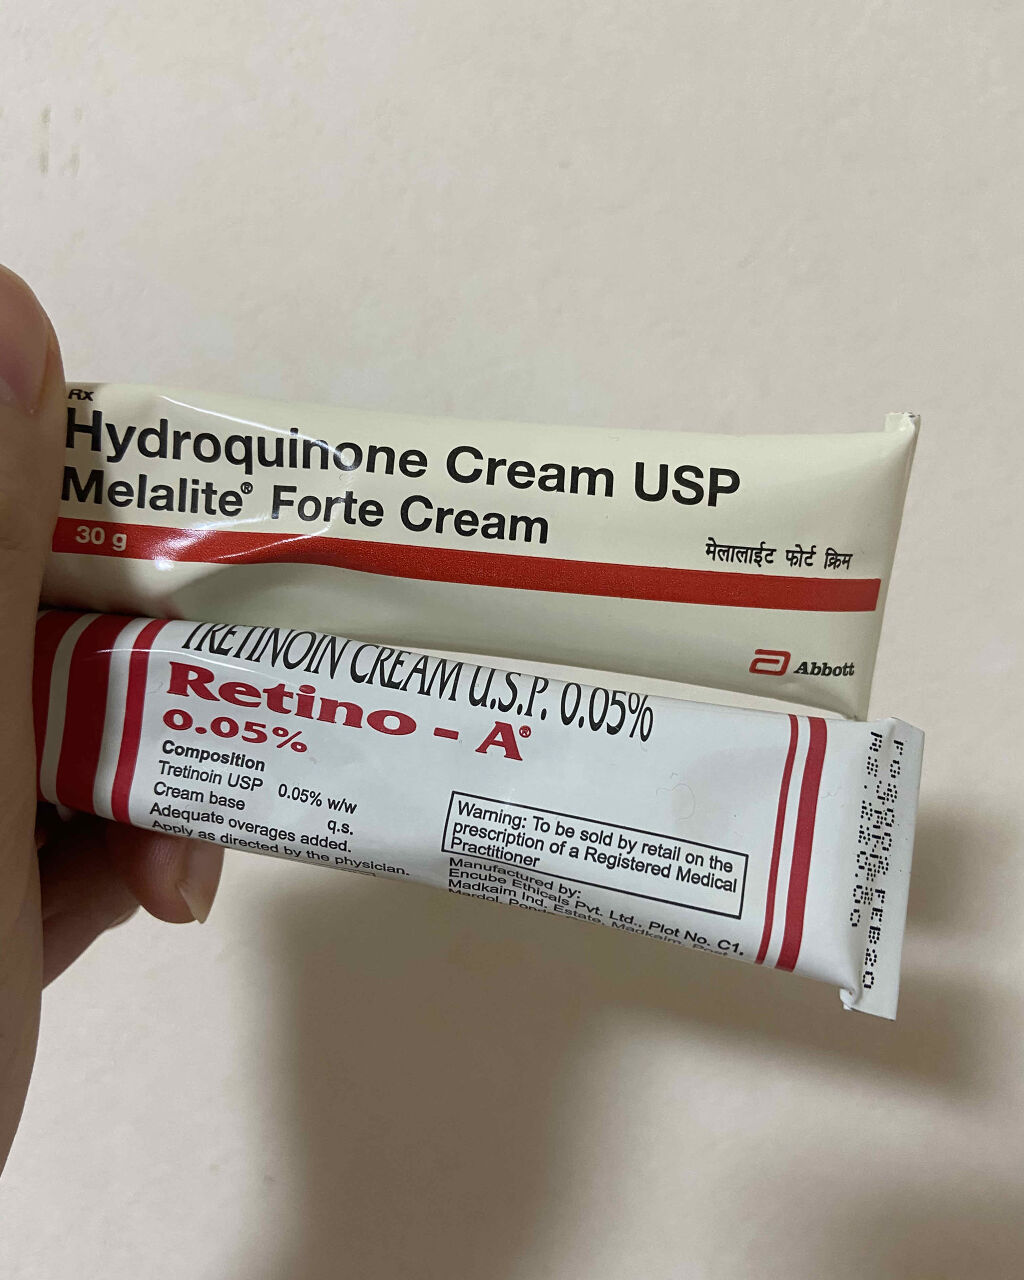 Rx
Hydroquinone Cream USP
Melalite® Forte Cream
30 g
मेलालाईट फोर्ट क्रिम
Abbott
TRETINOIN CREAM U.S.P. 0.05%
Retino - A®
0.05%
Composition
Tretinoin USP 0.05% w/w
Cream base q.s.
Adequate overages added.
Apply as directed by the physician.
Warning: To be sold by retail on the
prescription of a Registered Medical
Practitioner
Manufactured by:
Encube Ethicals Pvt. Ltd., Plot No. C1,
Madkaim Ind. Estate, Madkaim, Post